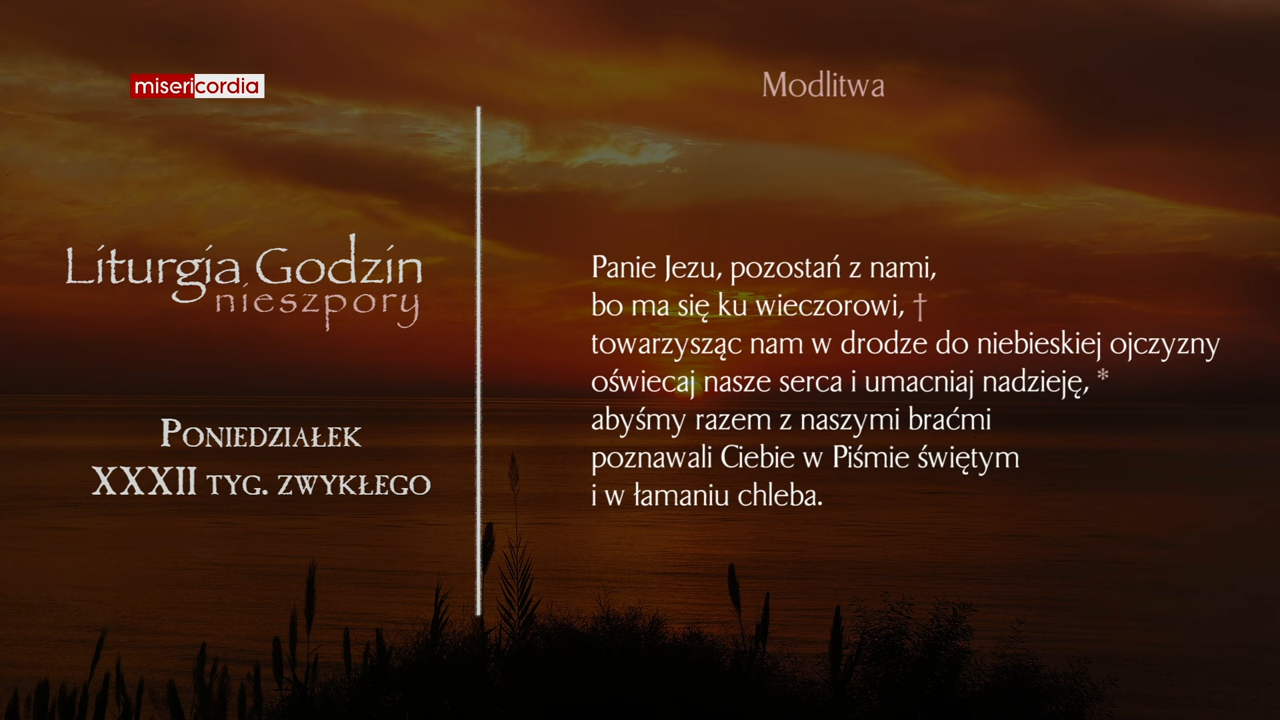 misericordia
Modlitwa
Liturgia Godzin
nieszpory
Poniedziałek
XXXII tyg. zwykłego
Panie Jezu, pozostań z nami,
bo ma się ku wieczorowi, †
towarzysząc nam w drodze do niebieskiej ojczyzny
oświecaj nasze serca i umacniaj nadzieję, *
abyśmy razem z naszymi braćmi
poznawali Ciebie w Piśmie świętym
i w łamaniu chleba.